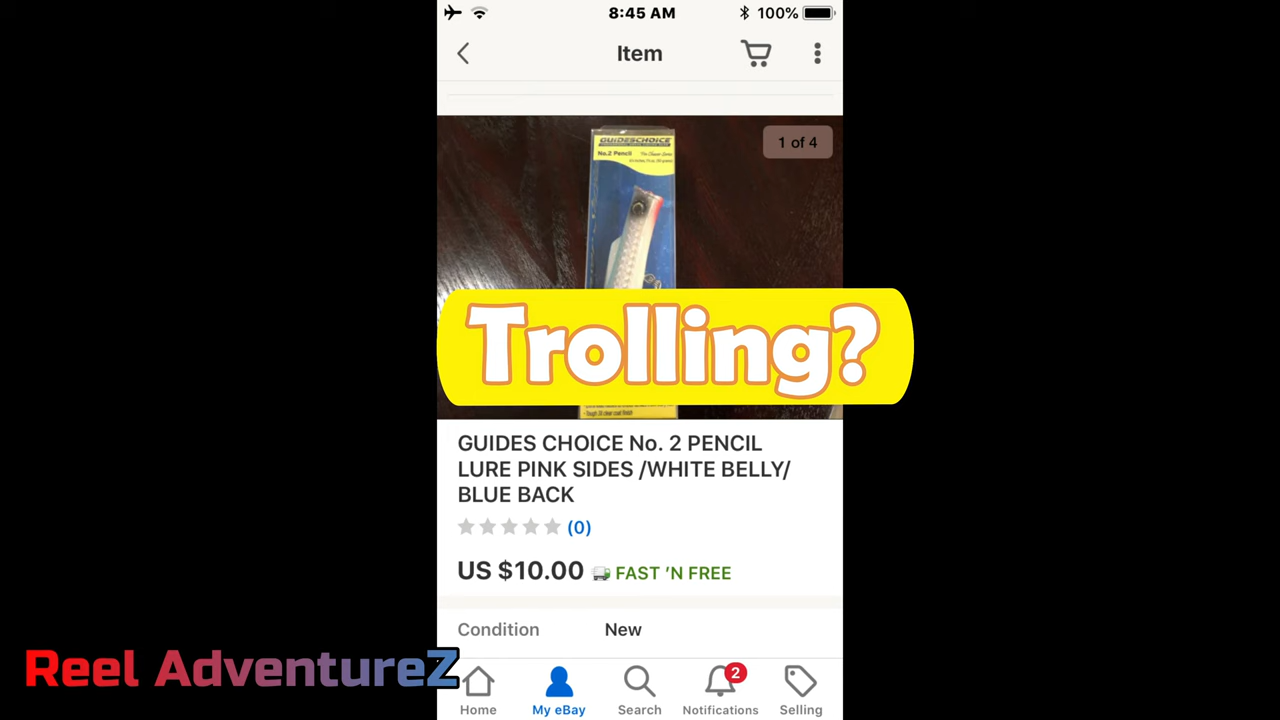 8:45 AM
100%
Item
1 of 4
GUIDESCHOICE
No.2 Pencil
Trolling?
GUIDES CHOICE No. 2 PENCIL
LURE PINK SIDES /WHITE BELLY/
BLUE BACK
(0)
US $10.00 FAST 'N FREE
Condition New
Reel AdventureZ
2
Home My eBay Search Notifications Selling